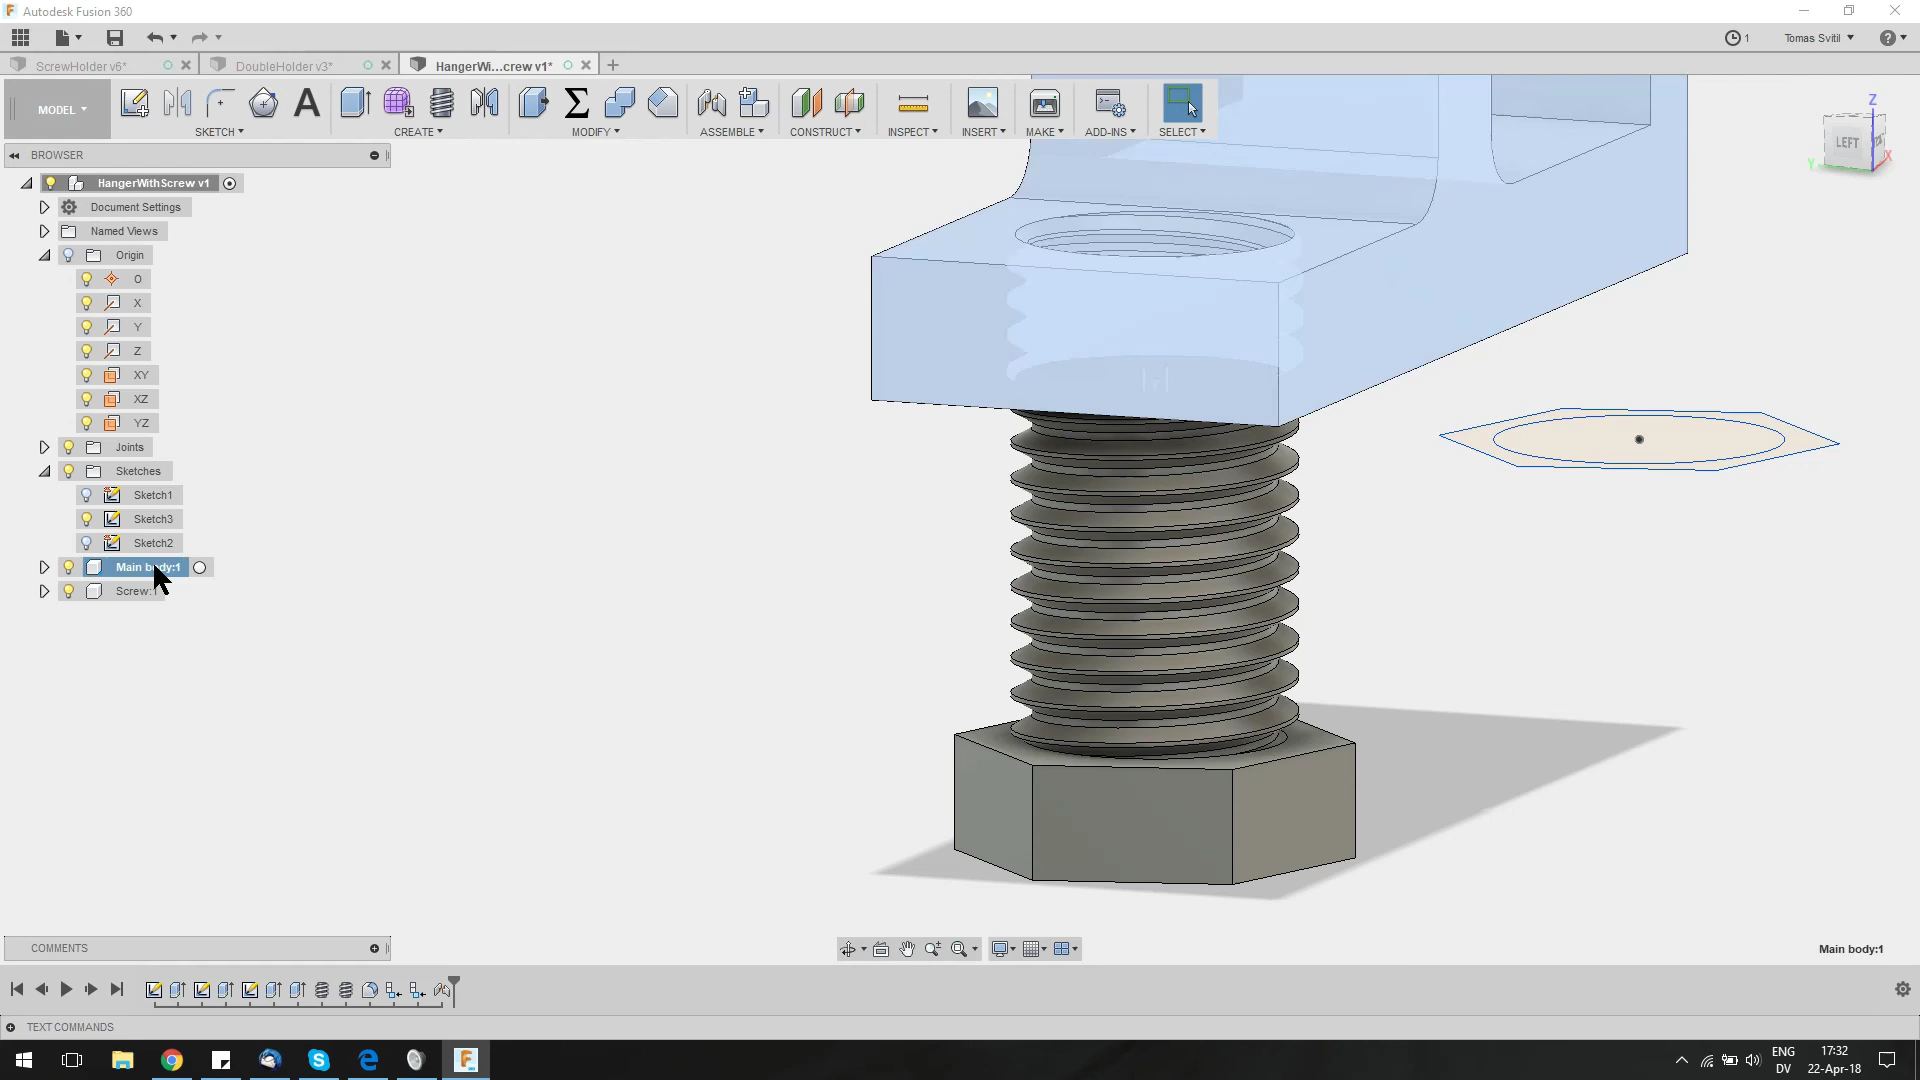 Autodesk Fusion 360
1
Tomas Svitil
ScrewHolder v6*
DoubleHolder v3*
HangerWi...crew v1*
MODEL
SKETCH
CREATE
MODIFY
ASSEMBLE
CONSTRUCT
INSPECT
INSERT
MAKE
ADD-INS
SELECT
BROWSER
Z
LEFT
Y
X
HangerWithScrew v1
Document Settings
Named Views
Origin
O
X
Y
Z
XY
XZ
YZ
Joints
Sketches
Sketch1
Sketch3
Sketch2
Main body:1
Screw:1
COMMENTS
Main body:1
TEXT COMMANDS
ENG
DV
17:32
22-Apr-18